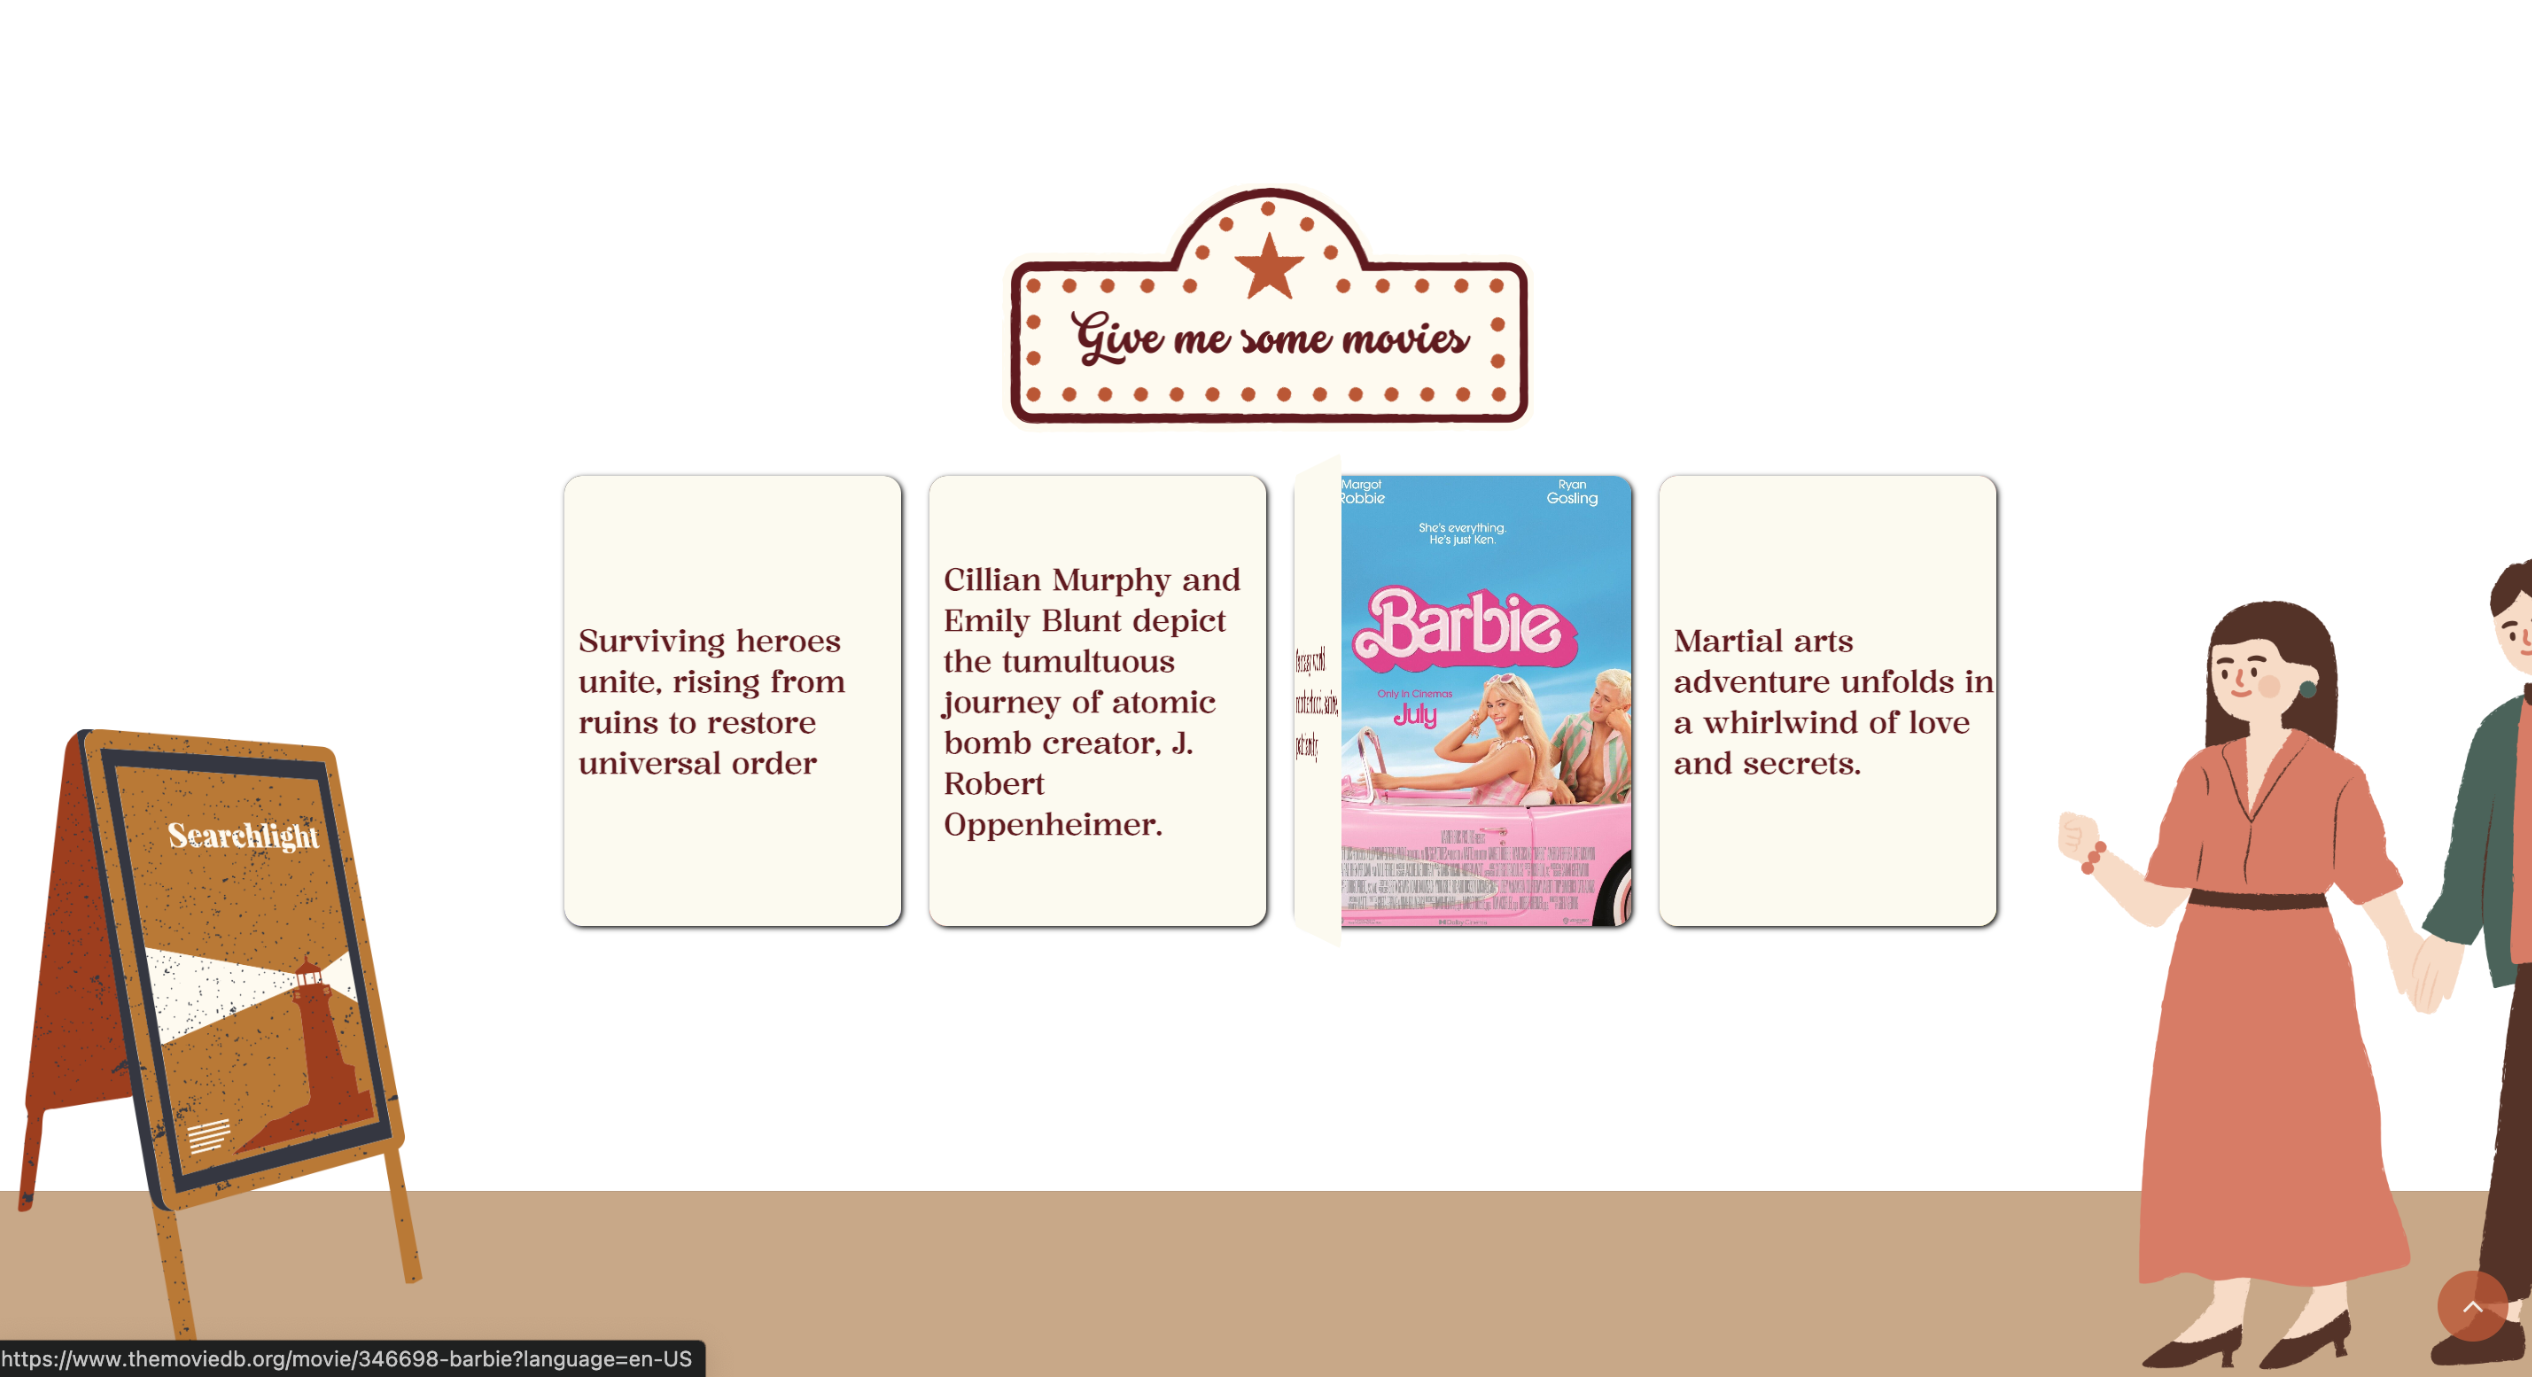 Give me some movies
Surviving heroes
unite, rising from
ruins to restore
universal order
Cillian Murphy and
Emily Blunt depict
the tumultuous
journey of atomic
bomb creator, J.
Robert
Oppenheimer.
Margot
Robbie
Ryan
Gosling
She's everything.
He's just Ken.
Barbie
Only in Cinemas
July
Martial arts
adventure unfolds in
a whirlwind of love
and secrets.
Searchlight
https://www.themoviedb.org/movie/346698-barbie?language=en-US